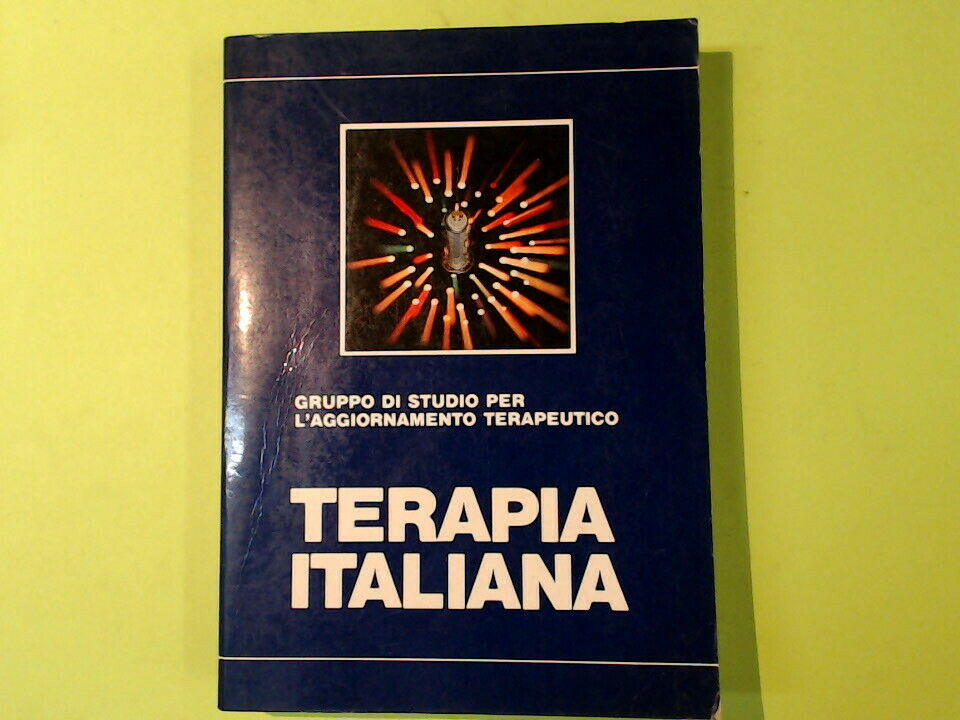 GRUPPO DI STUDIO PER
L'AGGIORNAMENTO TERAPEUTICO
TERAPIA
ITALIANA